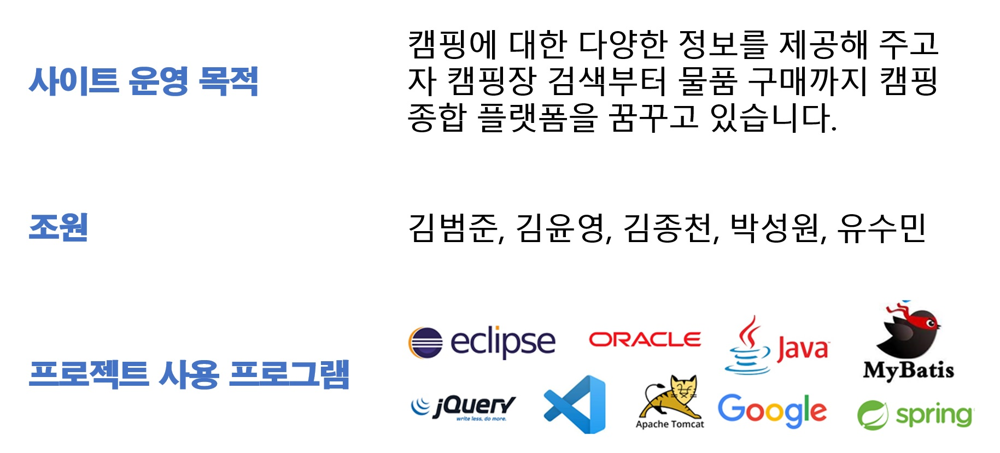 사이트 운영 목적
캠핑에 대한 다양한 정보를 제공해 주고
자 캠핑장 검색부터 물품 구매까지 캠핑
종합 플랫폼을 꿈꾸고 있습니다.
조원
김범준, 김윤영, 김종천, 박성원, 유수민
프로젝트 사용 프로그램
eclipse
ORACLE
Java™
MyBatis
jQuery
write less, do more.
Apache Tomcat
Google
spring